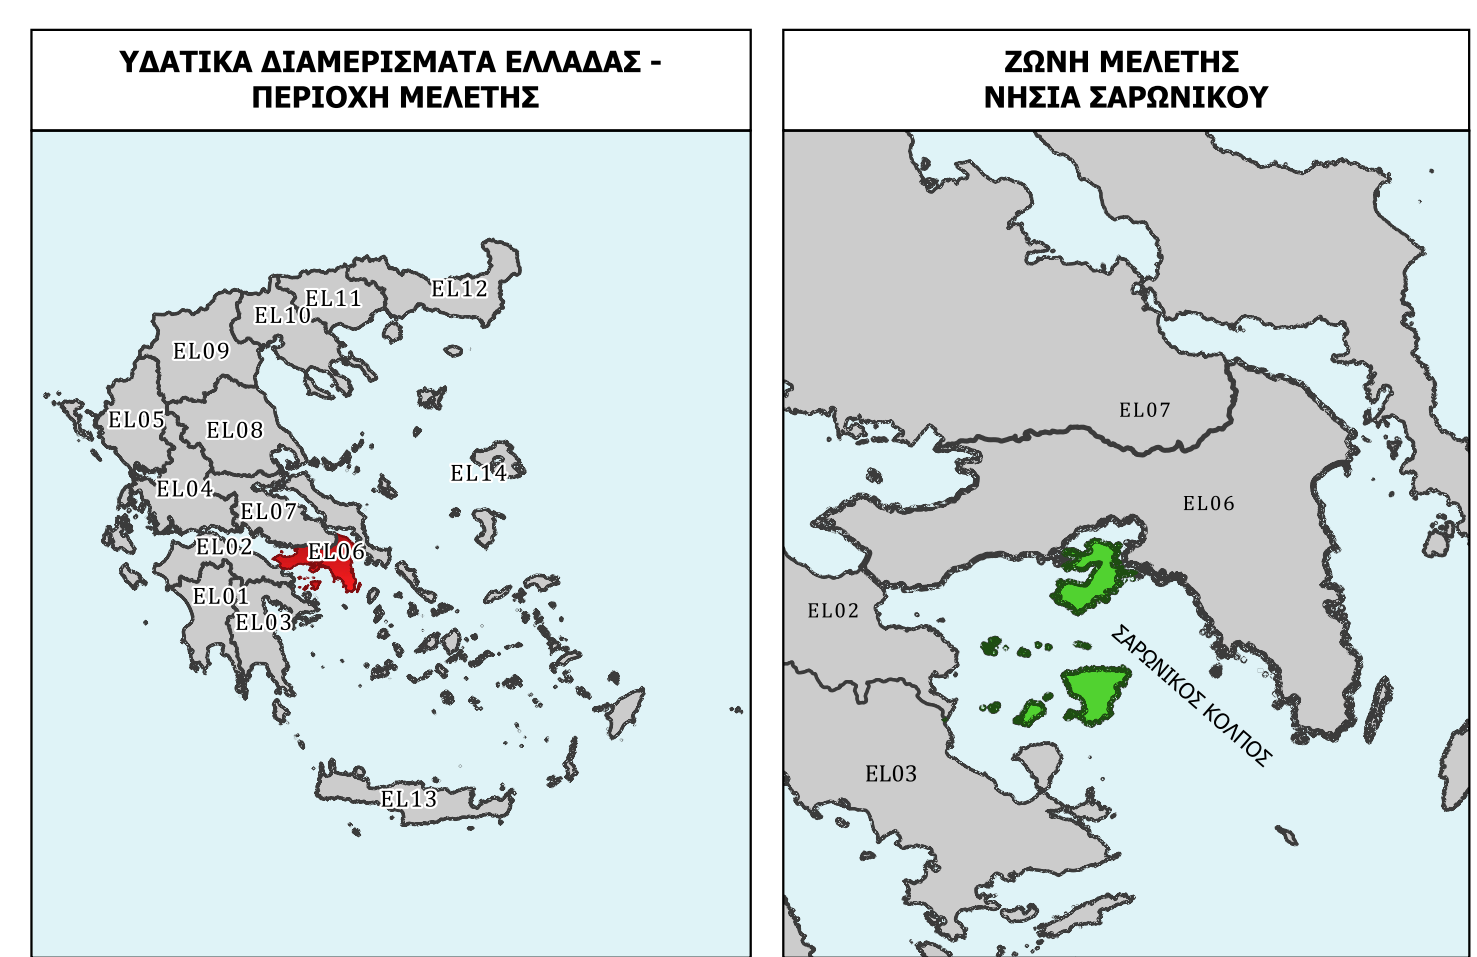 ΥΔΑΤΙΚΑ ΔΙΑΜΕΡΙΣΜΑΤΑ ΕΛΛΑΔΑΣ -
ΠΕΡΙΟΧΗ ΜΕΛΕΤΗΣ
EL12
EL11
EL10
EL09
EL05
EL08
EL14
EL04
EL07
EL02
EL06
EL01
EL03
EL13
ΖΩΝΗ ΜΕΛΕΤΗΣ
ΝΗΣΙΑ ΣΑΡΩΝΙΚΟΥ
EL07
EL06
EL02
ΣΑΡΩΝΙΚΟΣ ΚΟΛΠΟΣ
EL03